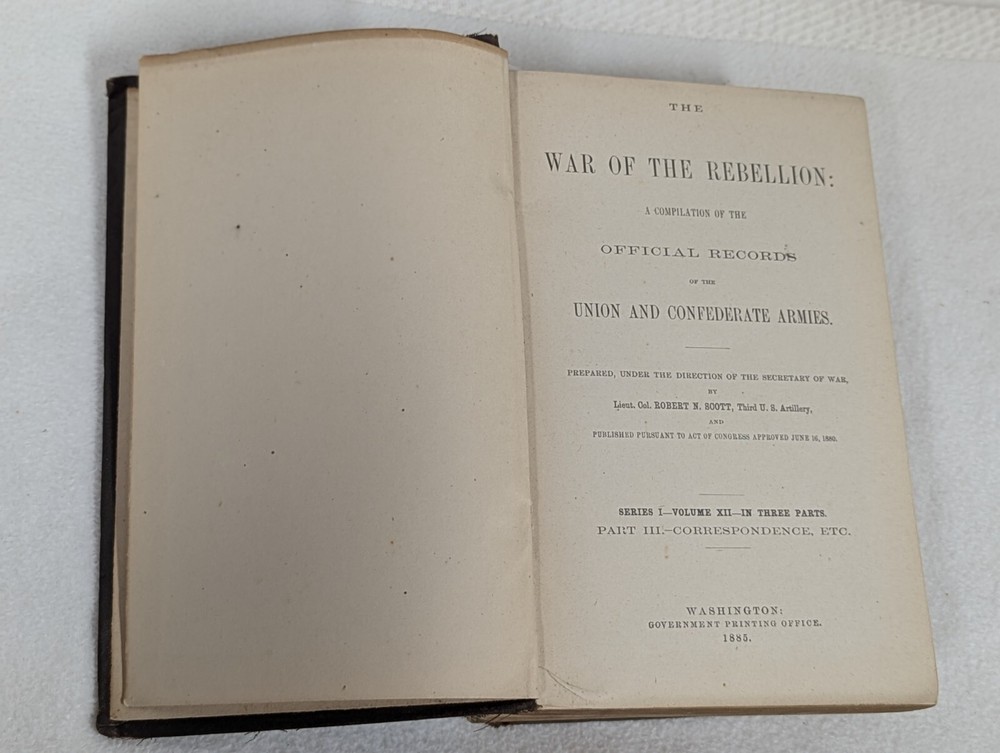 THE
WAR OF THE REBELLION:
A COMPILATION OF THE
OFFICIAL RECORDS
OF THE
UNION AND CONFEDERATE ARMIES.
PREPARED, UNDER THE DIRECTION OF THE SECRETARY OF WAR,
BY
Lieut. Col. ROBERT N. SCOTT, Third U. S. Artillery,
AND
PUBLISHED PURSUANT TO ACT OF CONGRESS APPROVED JUNE 16, 1880.
SERIES I—VOLUME XII—IN THREE PARTS.
PART III.—CORRESPONDENCE, ETC.
WASHINGTON:
GOVERNMENT PRINTING OFFICE.
1885.